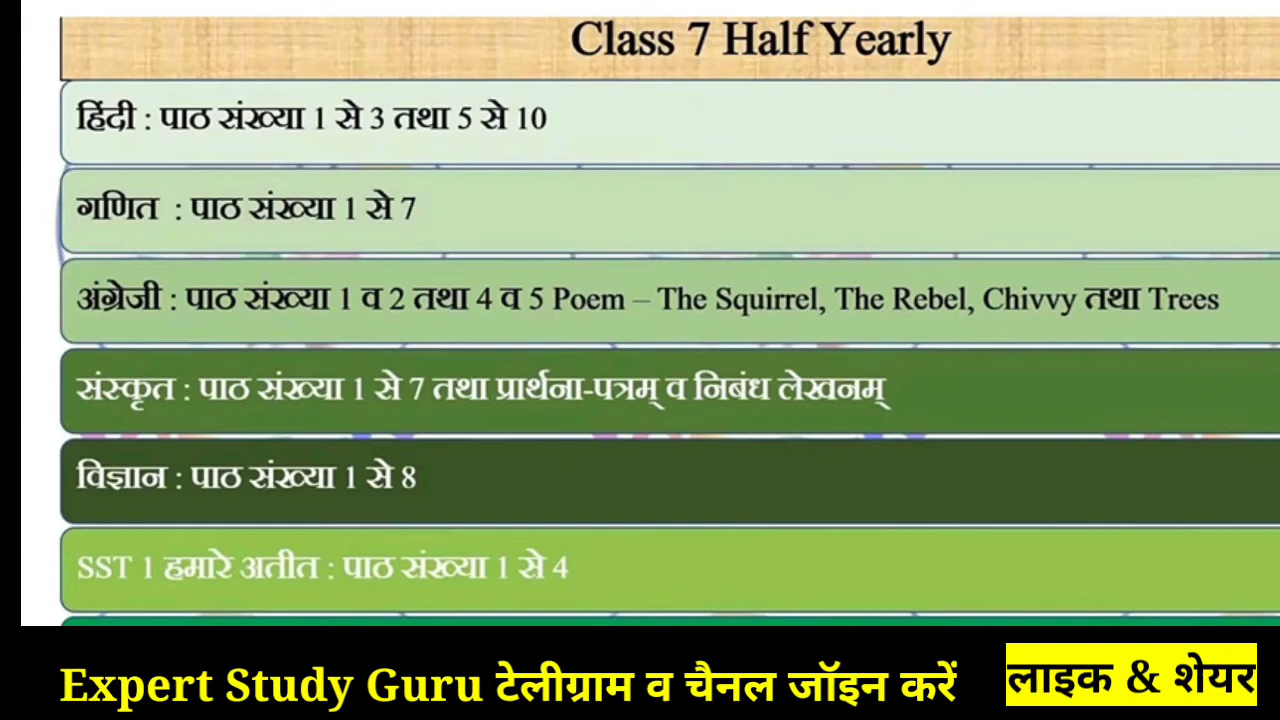 Class 7 Half Yearly
हिंदी : पाठ संख्या 1 से 3 तथा 5 से 10
गणित : पाठ संख्या 1 से 7
अंग्रेजी : पाठ संख्या 1 व 2 तथा 4 व 5 Poem – The Squirrel, The Rebel, Chivvy तथा Trees
संस्कृत : पाठ संख्या 1 से 7 तथा प्रार्थना-पत्रम् व निबंध लेखनम्
विज्ञान : पाठ संख्या 1 से 8
SST 1 हमारे अतीत : पाठ संख्या 1 से 4
Expert Study Guru टेलीग्राम व चैनल जॉइन करें
लाइक & शेयर